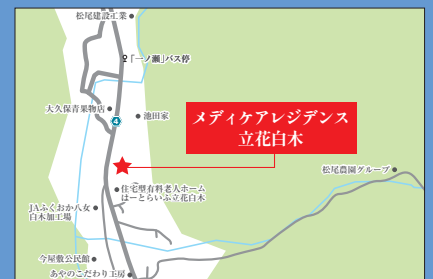 松尾建設工業
「一ノ瀬」バス停
大久保青果物店
池田家
4
メディケアレジデンス
立花白木
松尾農園グループ
住宅型有料老人ホーム
はーとらいふ立花白木
JAふくおか八女
白木加工場
今屋敷公民館
あやのこだわり工房